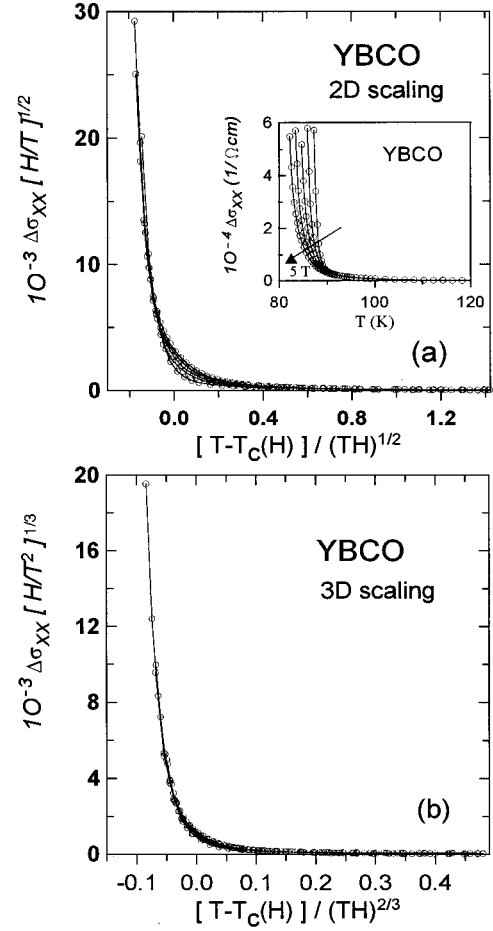 30
20
10
0
10⁻³ Δσ_XX [ H/T ]^1/2
YBCO
2D scaling
6
4
2
0
10⁻⁴ Δσ_XX (1/Ωcm)
YBCO
5 T
80 100 120
T (K)
(a)
0.0 0.4 0.8 1.2
[ T-T_C(H) ] / (TH)^1/2
20
16
12
8
4
0
10⁻³ Δσ_XX [ H/T² ]^1/3
YBCO
3D scaling
(b)
-0.1 0.0 0.1 0.2 0.3 0.4
[ T-T_C(H) ] / (TH)^2/3